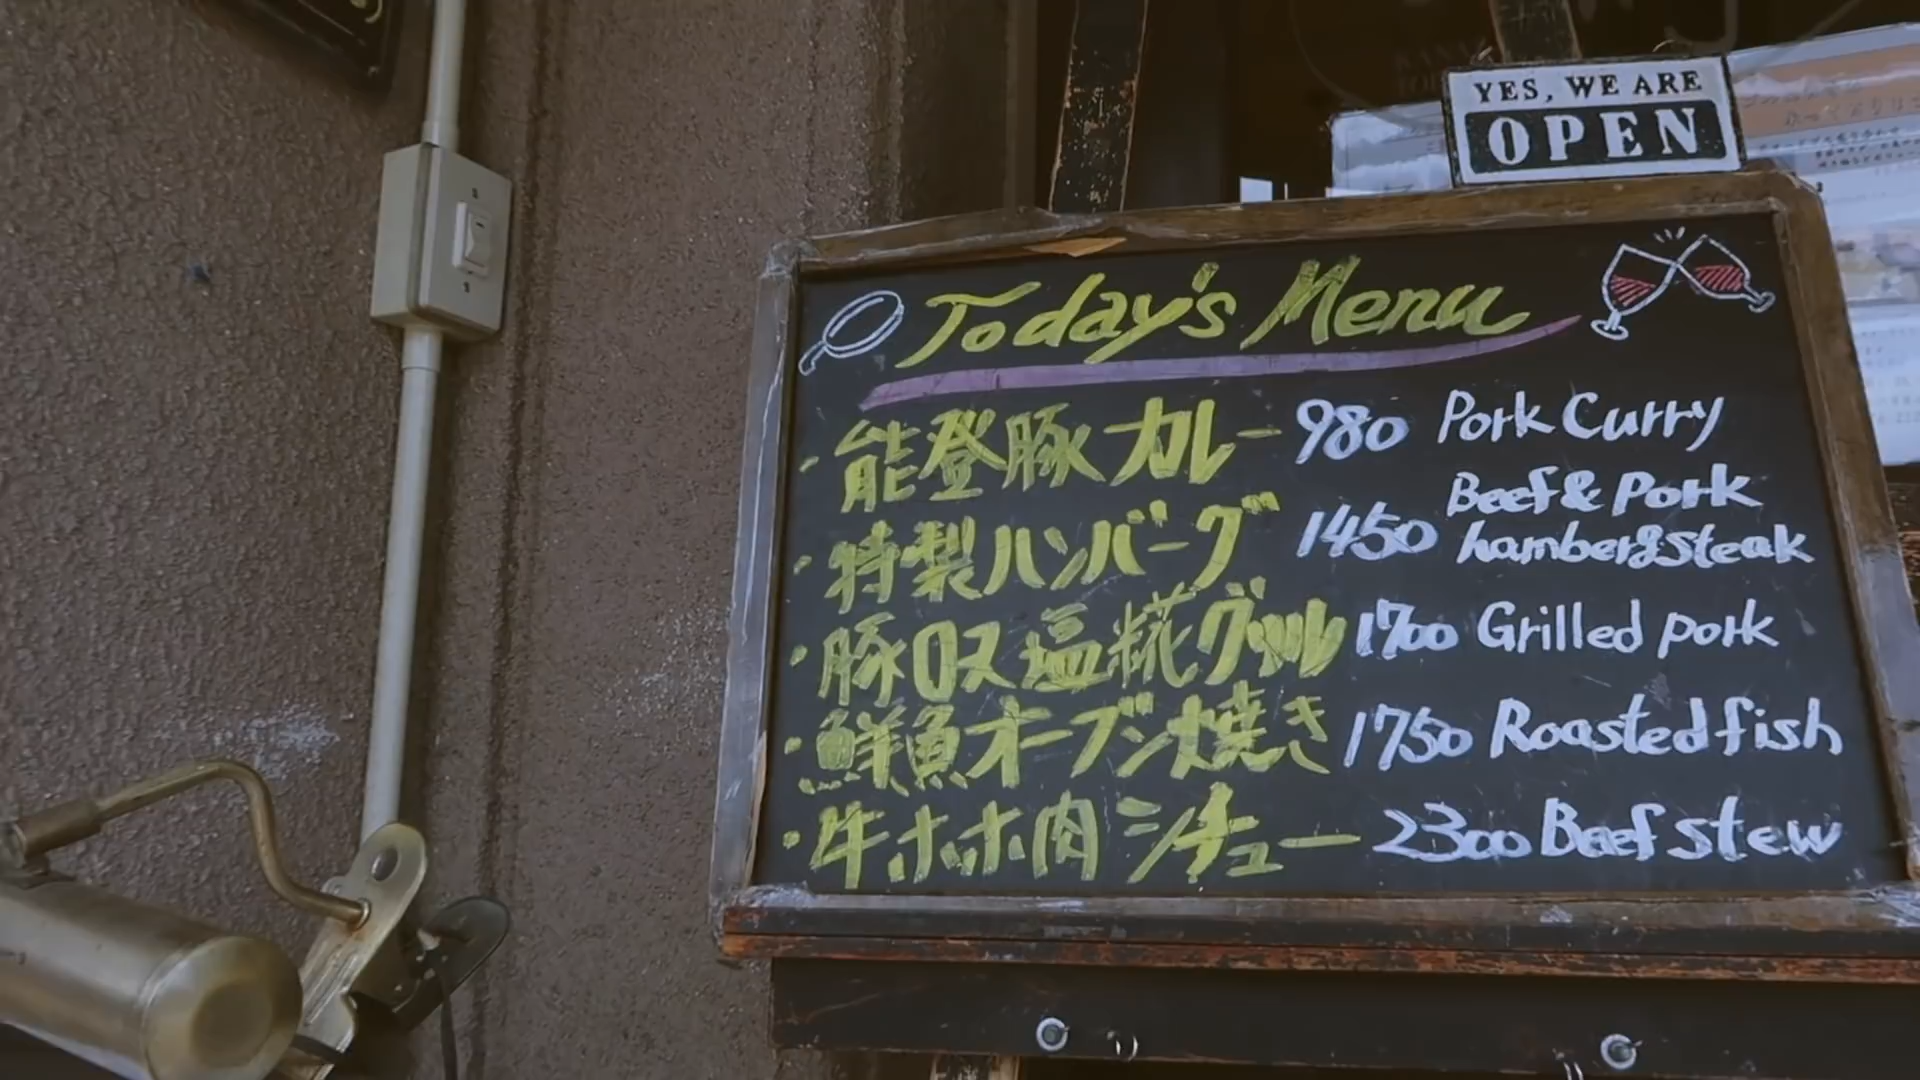 YES, WE ARE
OPEN
Today's Menu
・能登豚カレー 980 Pork Curry
・特製ハンバーグ 1450 Beef & Pork
hamberg steak
・豚ロス塩糀グリル 1700 Grilled pork
・鮮魚オーブン焼き 1750 Roasted fish
・牛ホホ肉シチュー 2300 Beef stew